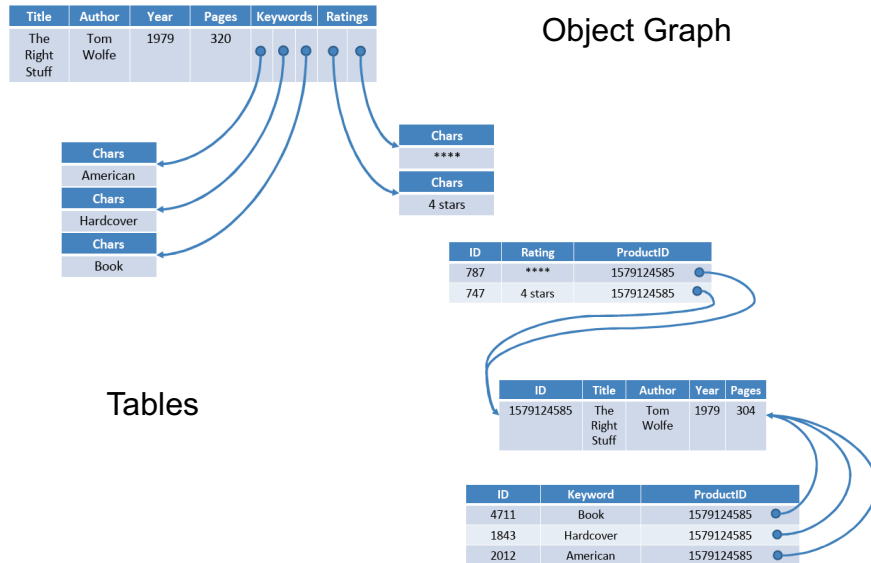 Object Graph
Title Author Year Pages Keywords Ratings
The Right Stuff Tom Wolfe 1979 320
Chars
American
Chars
Hardcover
Chars
Book
Chars
****
Chars
4 stars
Tables
ID Rating ProductID
787 **** 1579124585
747 4 stars 1579124585
ID Title Author Year Pages
1579124585 The Right Stuff Tom Wolfe 1979 304
ID Keyword ProductID
4711 Book 1579124585
1843 Hardcover 1579124585
2012 American 1579124585